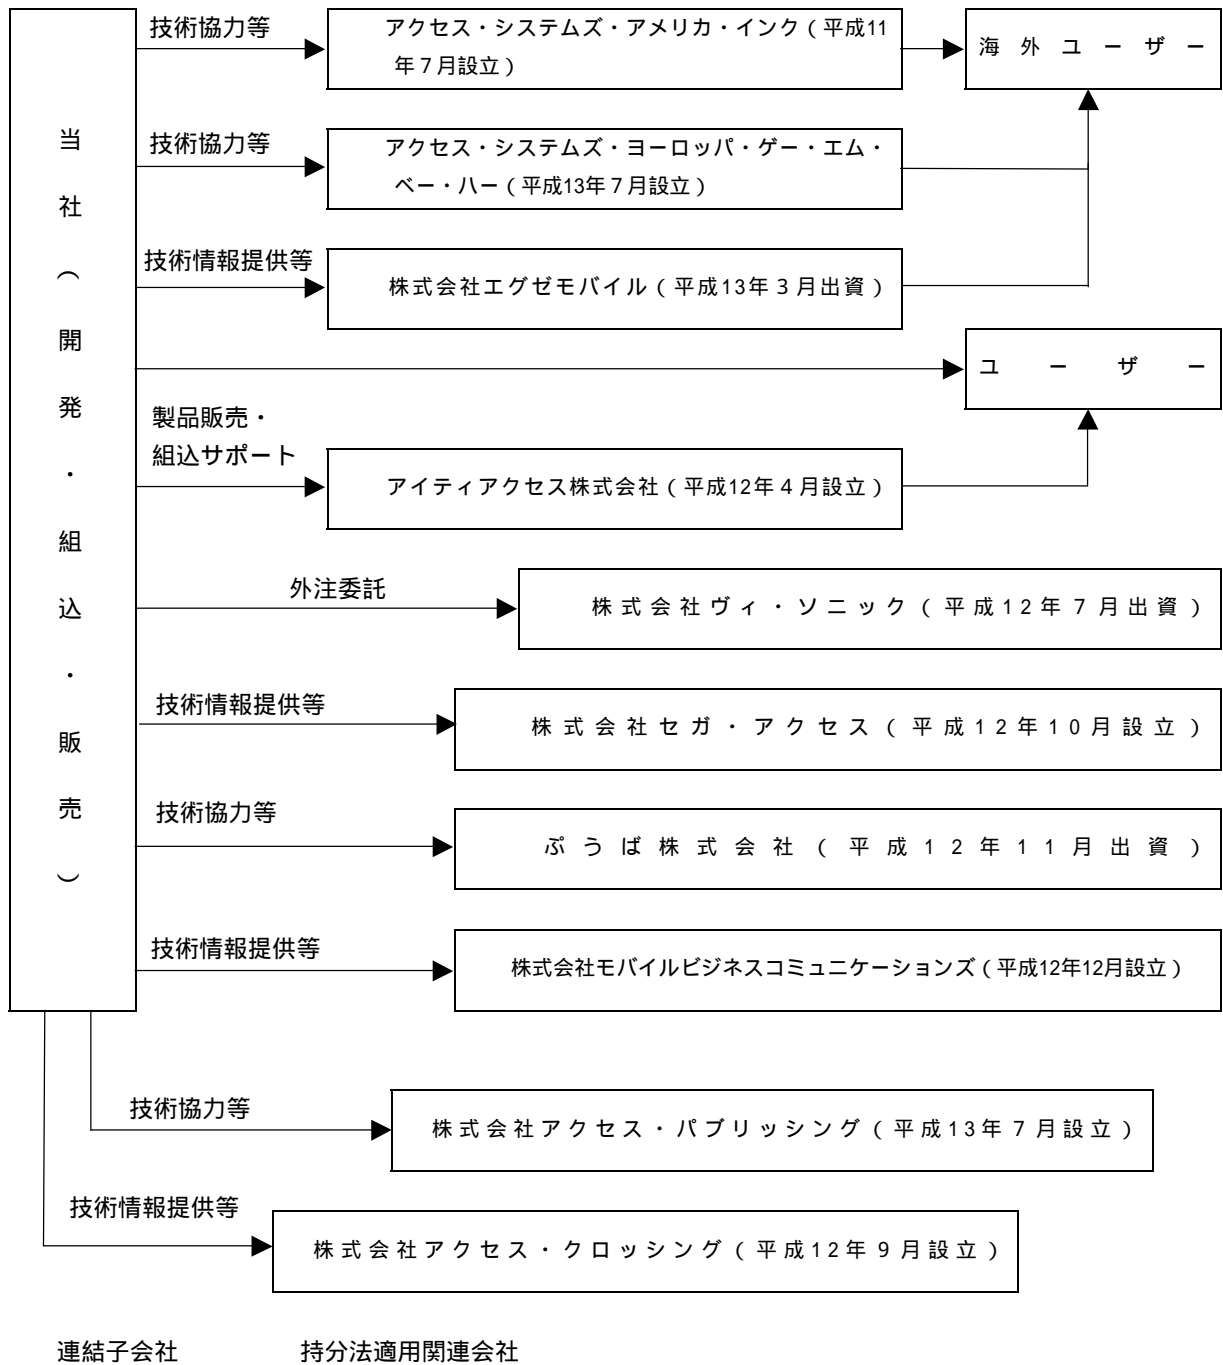 当社（開発・組込・販売）
技術協力等
アクセス・システムズ・アメリカ・インク（平成11
年７月設立）
海外ユーザー
技術協力等
アクセス・システムズ・ヨーロッパ・ゲー・エム・
ベー・ハー（平成13年７月設立）
技術情報提供等
株式会社エグゼモバイル（平成13年３月出資）
ユーザー
製品販売・
組込サポート
アイティアクセス株式会社（平成12年４月設立）
外注委託
株式会社ヴィ・ソニック（平成12年７月出資）
技術情報提供等
株式会社セガ・アクセス（平成12年10月設立）
技術協力等
ぷうば株式会社（平成12年11月出資）
技術情報提供等
株式会社モバイルビジネスコミュニケーションズ（平成12年12月設立）
技術協力等
株式会社アクセス・パブリッシング（平成13年７月設立）
技術情報提供等
株式会社アクセス・クロッシング（平成12年９月設立）
連結子会社　持分法適用関連会社